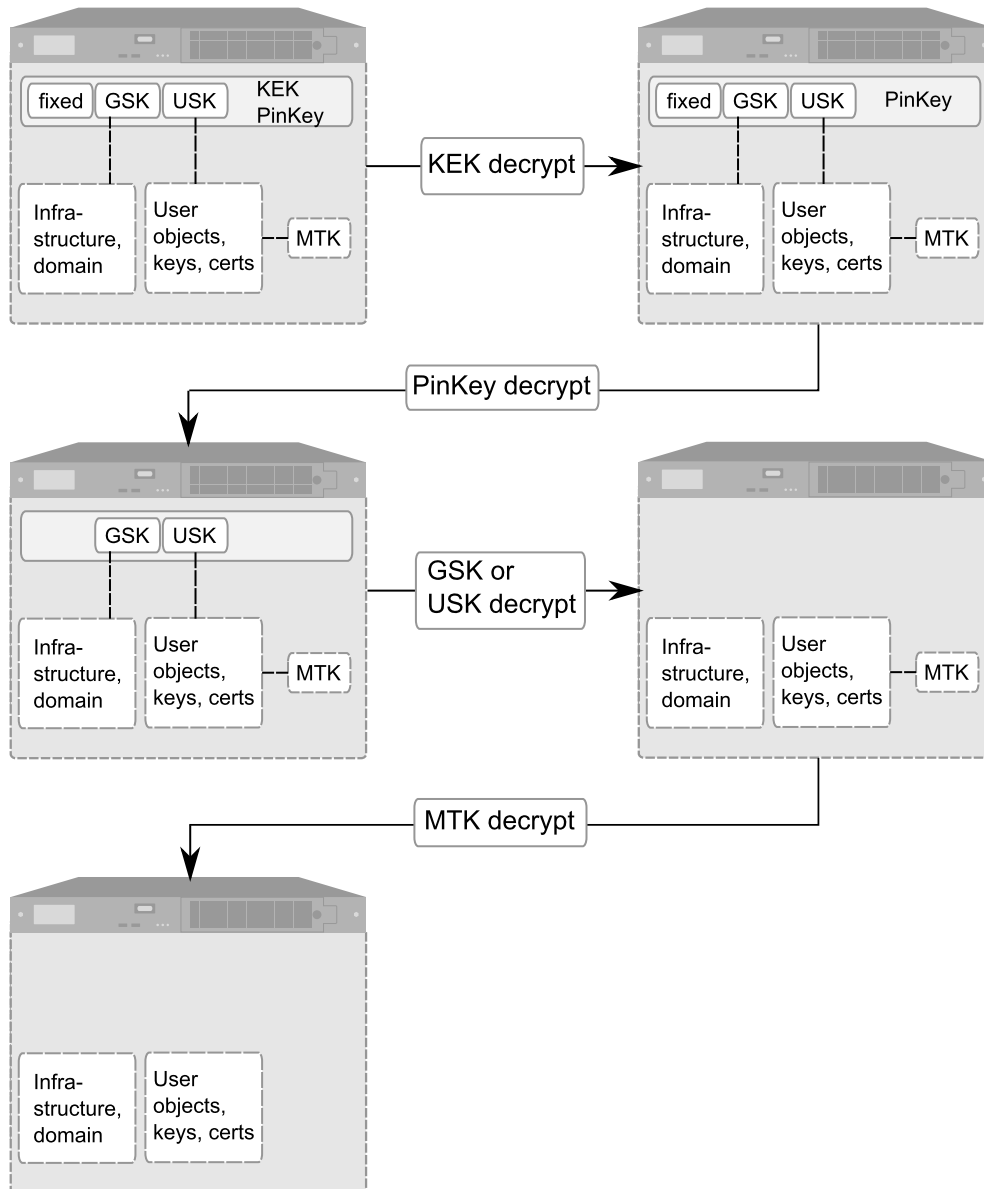 fixed
GSK
USK
KEK
PinKey
Infra-
structure,
domain
User
objects,
keys, certs
MTK
KEK decrypt
fixed
GSK
USK
PinKey
Infra-
structure,
domain
User
objects,
keys, certs
MTK
PinKey decrypt
GSK
USK
Infra-
structure,
domain
User
objects,
keys, certs
MTK
GSK or
USK decrypt
Infra-
structure,
domain
User
objects,
keys, certs
MTK
MTK decrypt
Infra-
structure,
domain
User
objects,
keys, certs